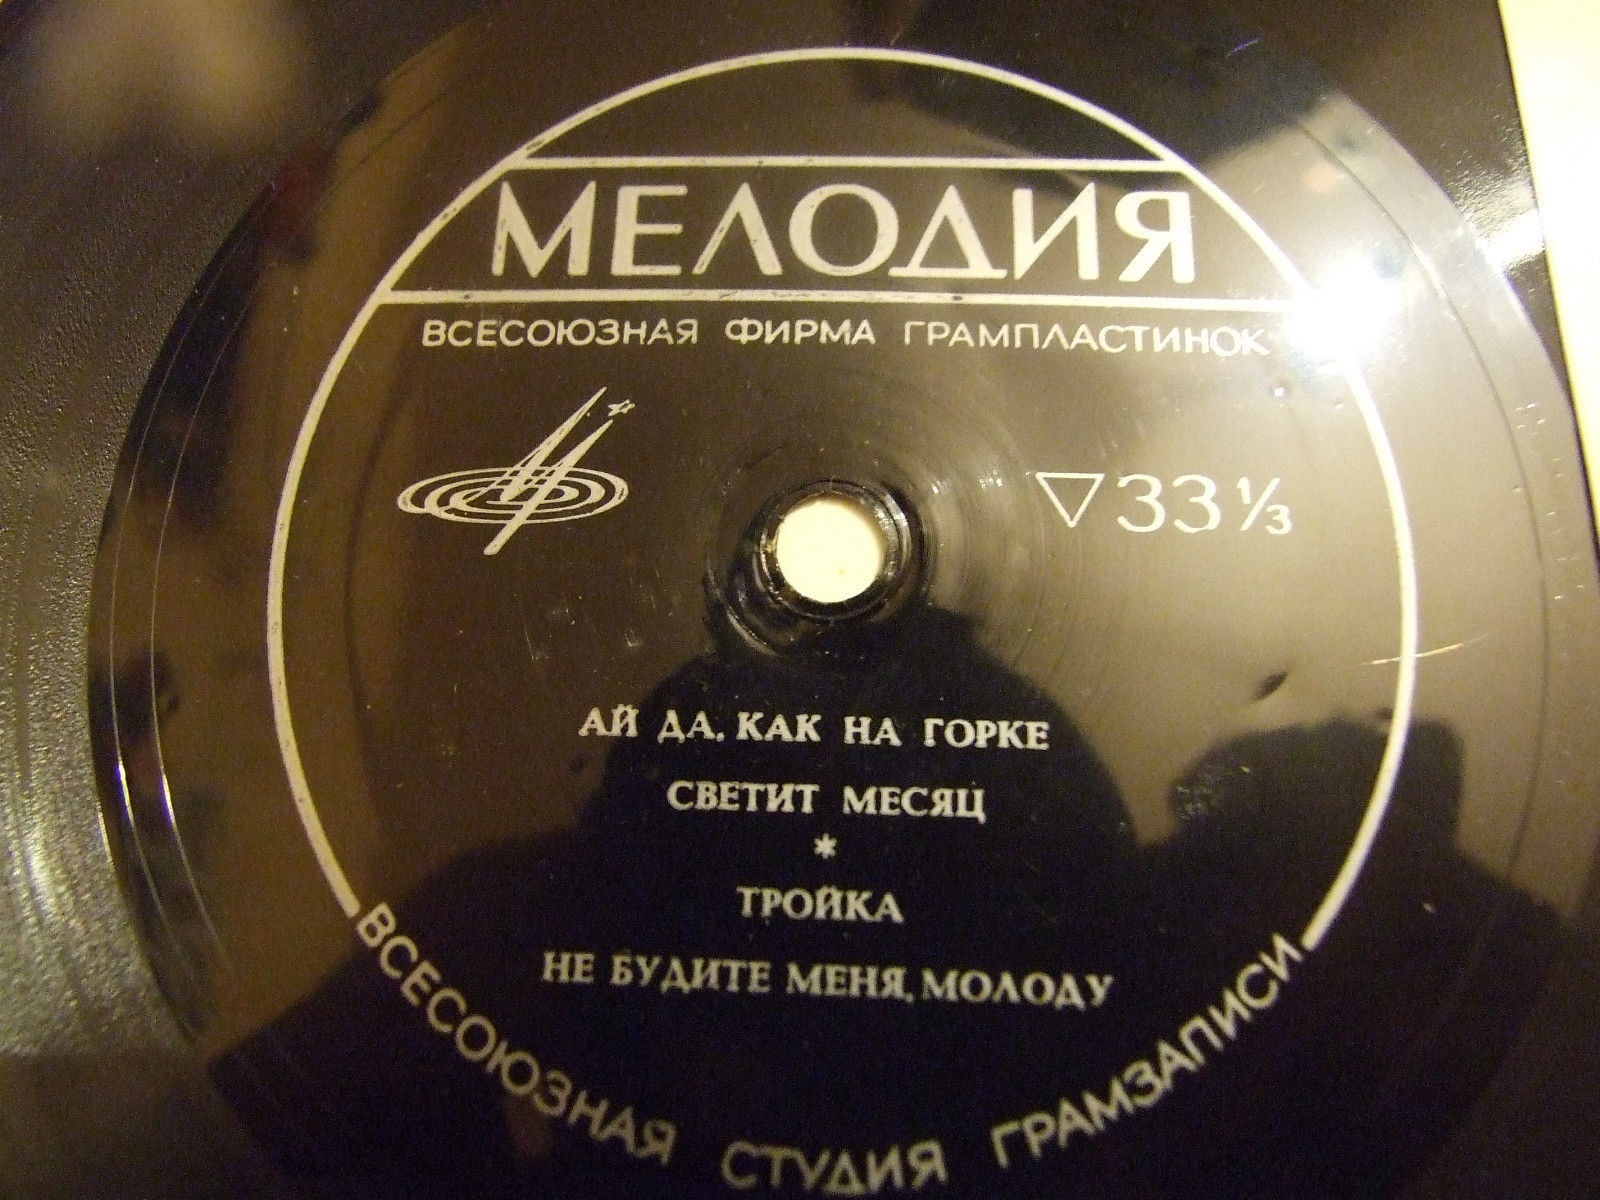 МЕЛОДИЯ
ВСЕСОЮЗНАЯ ФИРМА ГРАМПЛАСТИНОК
▽33⅓
АЙ ДА, КАК НА ГОРКЕ
СВЕТИТ МЕСЯЦ
*
ТРОЙКА
НЕ БУДИТЕ МЕНЯ, МОЛОДУ
ВСЕСОЮЗНАЯ СТУДИЯ ГРАМЗАПИСИ